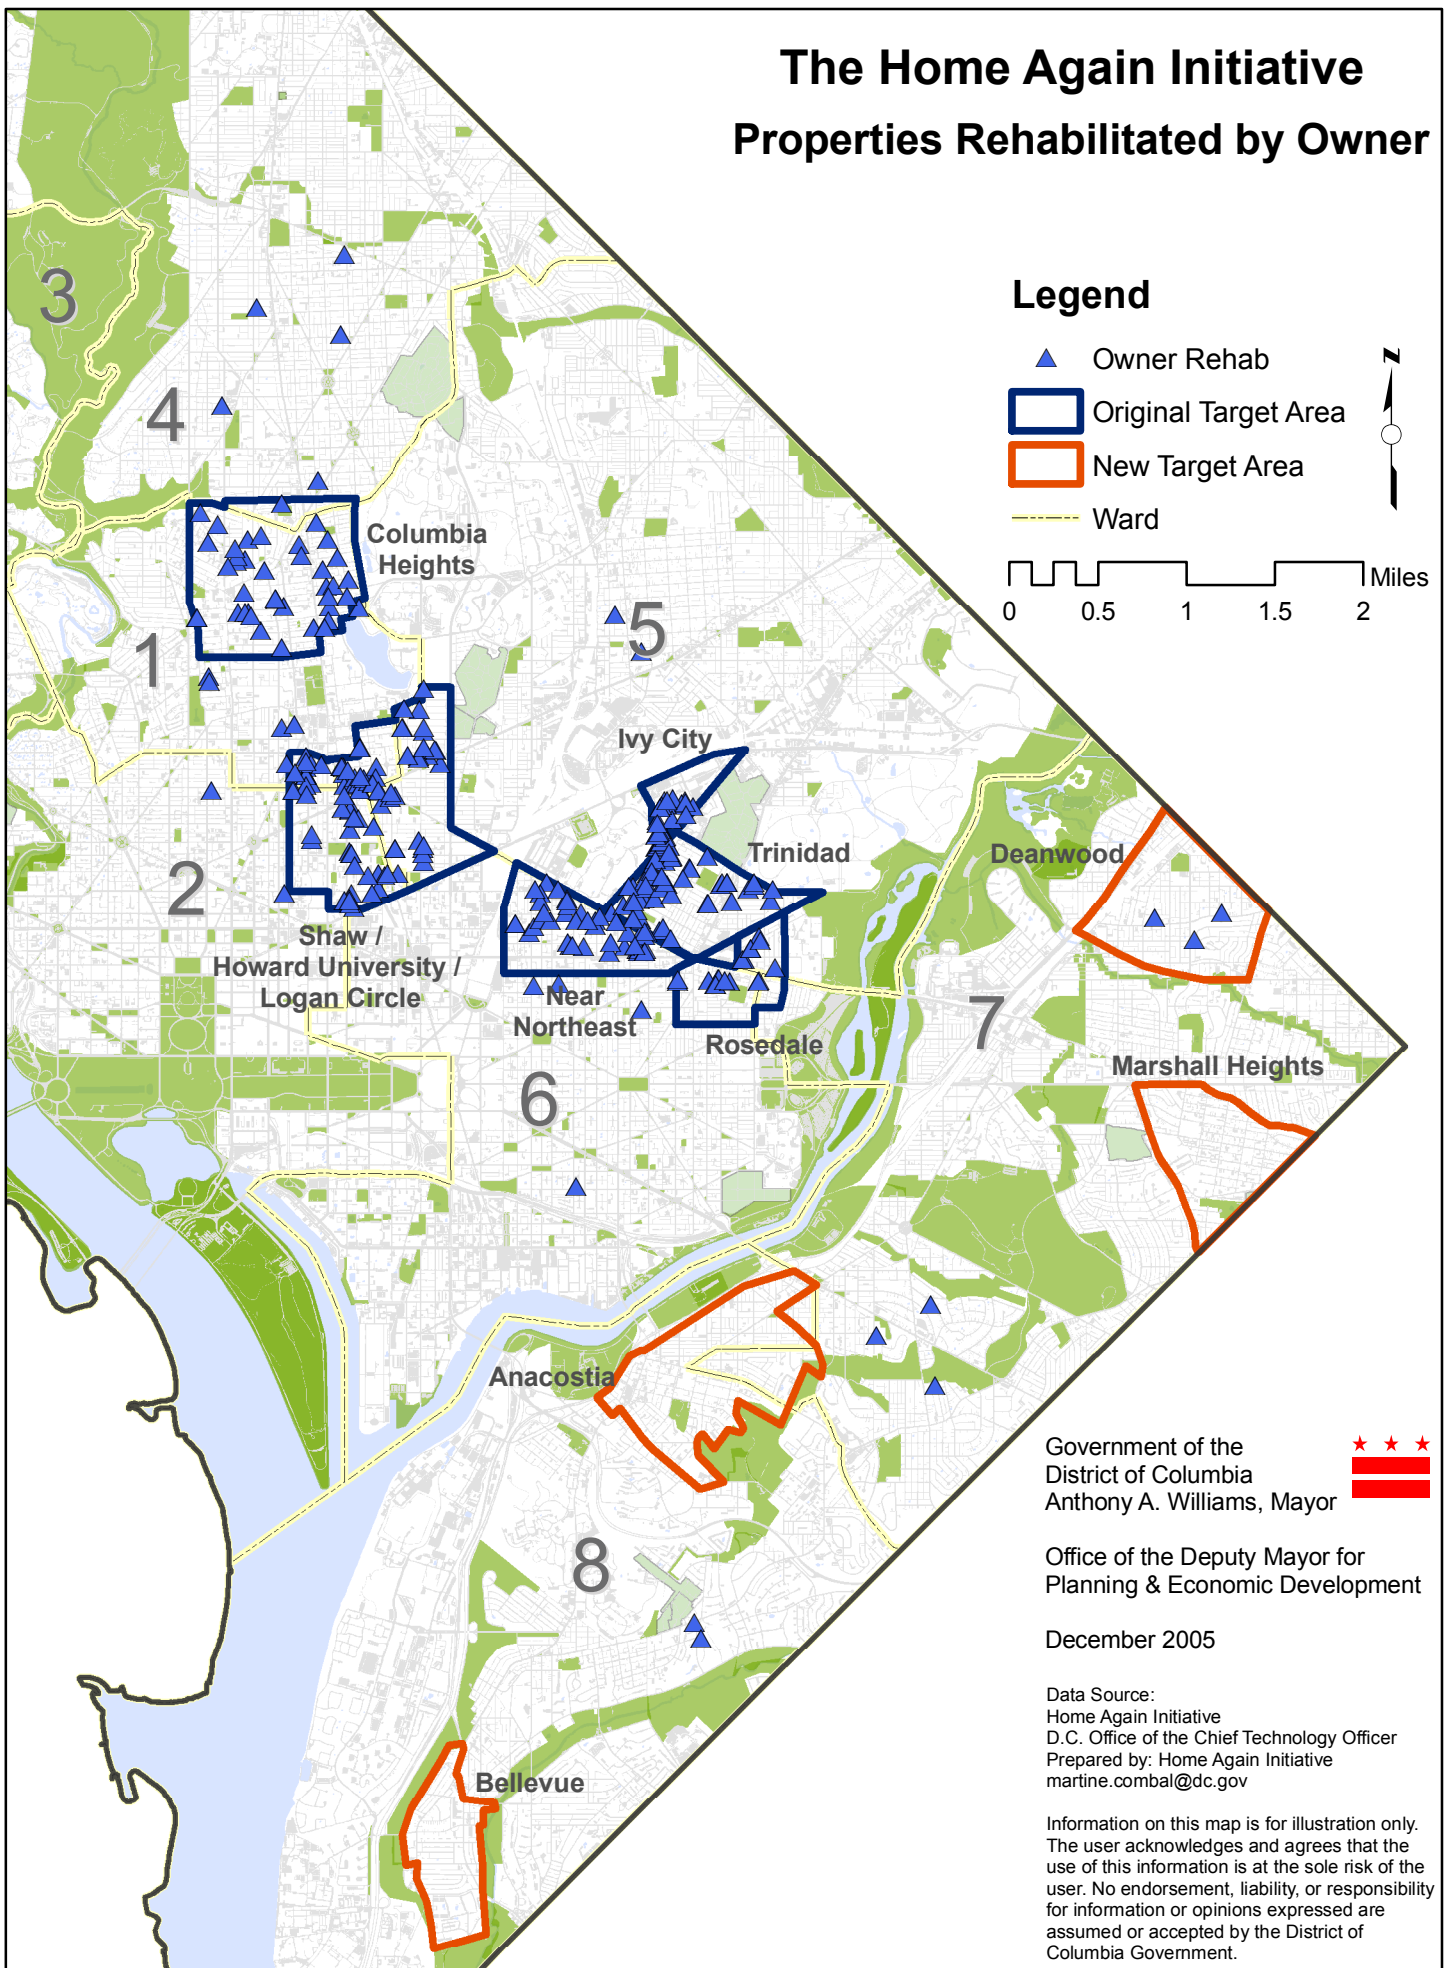 The Home Again Initiative
Properties Rehabilitated by Owner
Legend
Owner Rehab
Original Target Area
New Target Area
Ward
N
Miles
0 0.5 1 1.5 2
3
4
Columbia
Heights
5
1
Ivy City
Trinidad
Deanwood
2
Shaw /
Howard University /
Logan Circle
Near
Northeast
Rosedale
7
Marshall Heights
6
Anacostia
8
Bellevue
Government of the
District of Columbia
Anthony A. Williams, Mayor
Office of the Deputy Mayor for
Planning & Economic Development
December 2005
Data Source:
Home Again Initiative
D.C. Office of the Chief Technology Officer
Prepared by: Home Again Initiative
martine.combal@dc.gov
Information on this map is for illustration only.
The user acknowledges and agrees that the
use of this information is at the sole risk of the
user. No endorsement, liability, or responsibility
for information or opinions expressed are
assumed or accepted by the District of
Columbia Government.